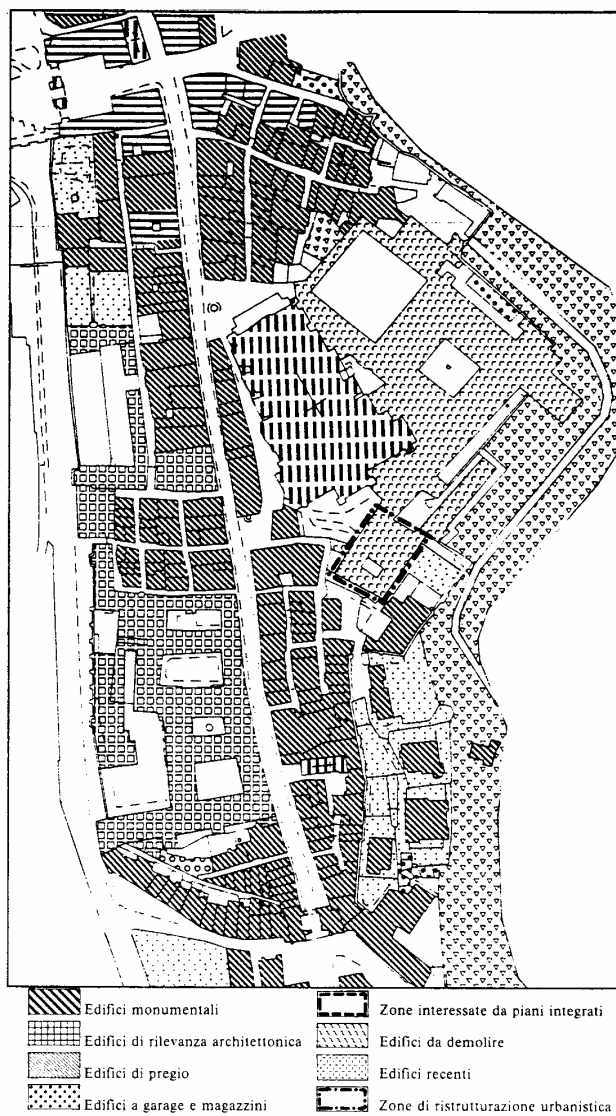 Edifici monumentali
Edifici di rilevanza architettonica
Edifici di pregio
Edifici a garage e magazzini
Zone interessate da piani integrati
Edifici da demolire
Edifici recenti
Zone di ristrutturazione urbanistica